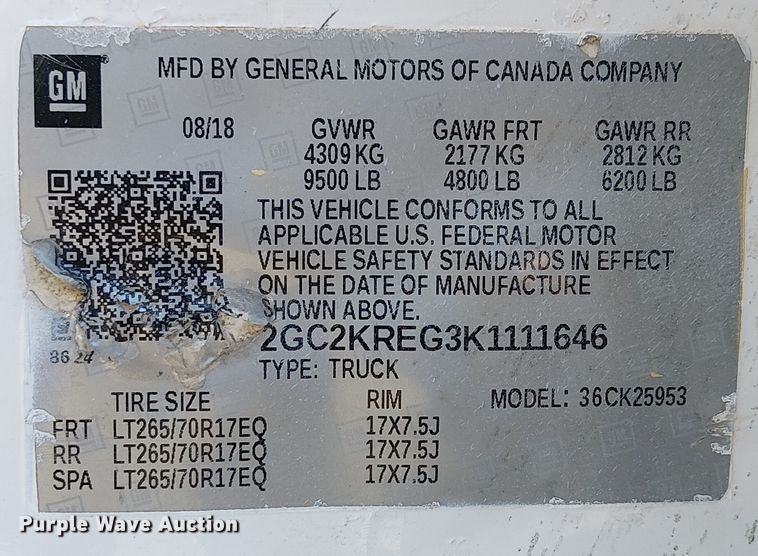 GM
MFD BY GENERAL MOTORS OF CANADA COMPANY
08/18 GVWR GAWR FRT GAWR RR
4309 KG 2177 KG 2812 KG
9500 LB 4800 LB 6200 LB
THIS VEHICLE CONFORMS TO ALL
APPLICABLE U.S. FEDERAL MOTOR
VEHICLE SAFETY STANDARDS IN EFFECT
ON THE DATE OF MANUFACTURE
SHOWN ABOVE.
2GC2KREG3K1111646
TYPE: TRUCK
TIRE SIZE RIM MODEL: 36CK25953
FRT LT265/70R17EQ 17X7.5J
RR LT265/70R17EQ 17X7.5J
SPA LT265/70R17EQ 17X7.5J
Purple Wave Auction